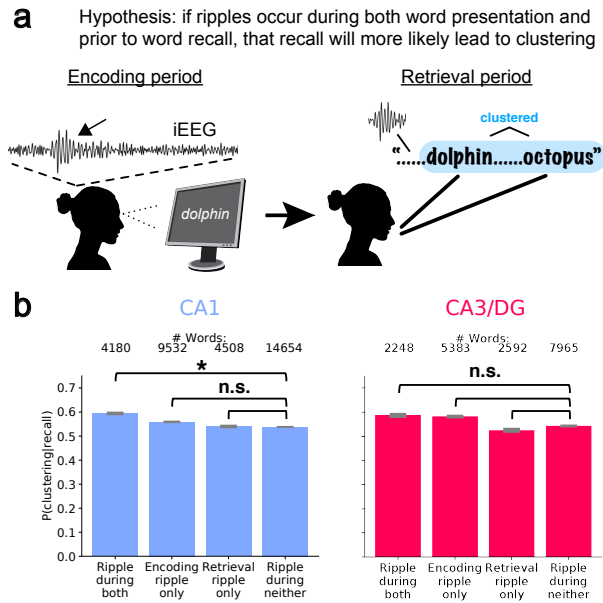 a
Hypothesis: if ripples occur during both word presentation and
prior to word recall, that recall will more likely lead to clustering
Encoding period
Retrieval period
iEEG
clustered
"......dolphin......octopus"
dolphin
b
CA1
# Words:
4180 9532 4508 14654
*
n.s.
P(clustering|recall)
0.7
0.6
0.5
0.4
0.3
0.2
0.1
0.0
Ripple during both
Encoding ripple only
Retrieval ripple only
Ripple during neither
CA3/DG
# Words:
2248 5383 2592 7965
n.s.
Ripple during both
Encoding ripple only
Retrieval ripple only
Ripple during neither